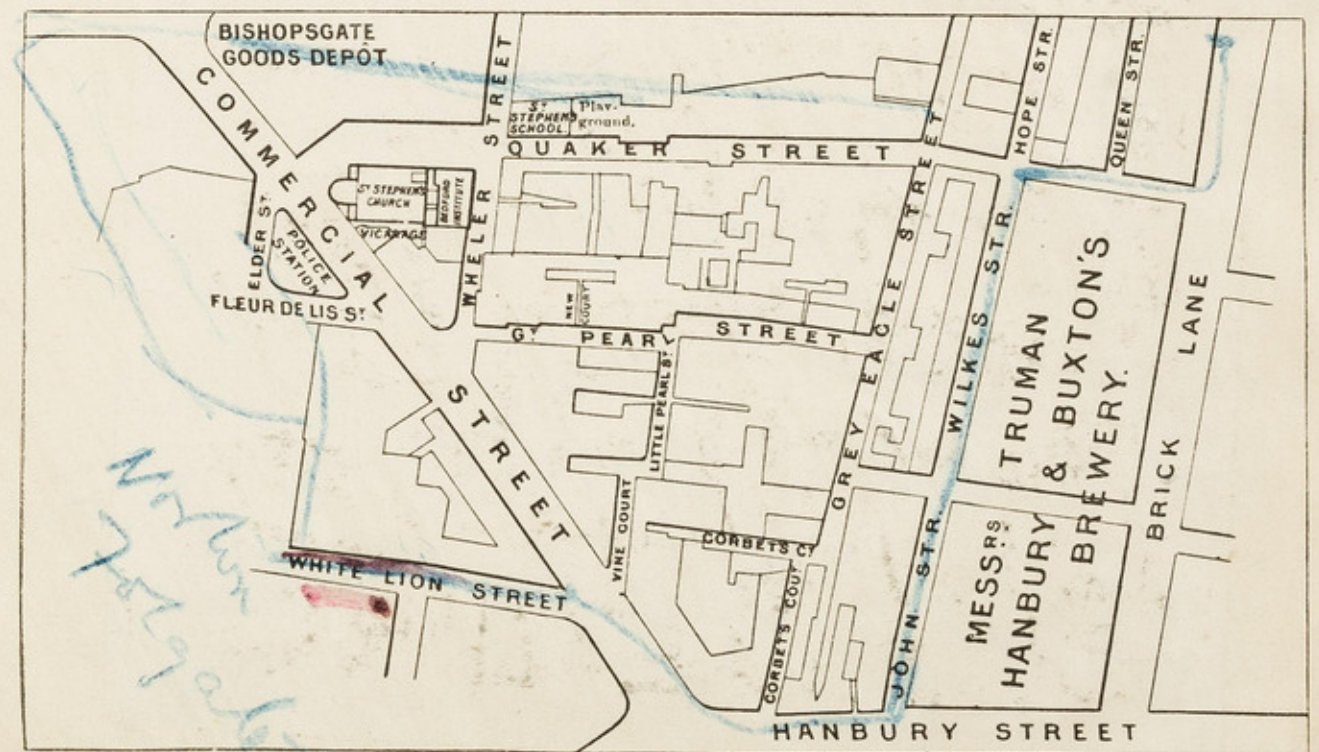 BISHOPSGATE
GOODS DEPÔT
COMMERCIAL STREET
WHELER STREET
ST STEPHENS
SCHOOL
Play-
ground.
QUAKER STREET
HOPE STR.
QUEEN STR.
ST STEPHENS
CHURCH
BEDFORD
INSTITUTE
VICARAGE
ELDER ST.
POLICE
STATION
FLEUR DE LIS ST.
NEW
COURT
GT PEARL STREET
LITTLE PEARL ST
GREY EAGLE STREET
WILKES STR.
TRUMAN
& BUXTON'S
BREWERY.
MESSRS
HANBURY
BRICK LANE
VINE COURT
CORBETS CT
CORBETS COUT
JOHN STR.
WHITE LION STREET
HANBURY STREET
Norton